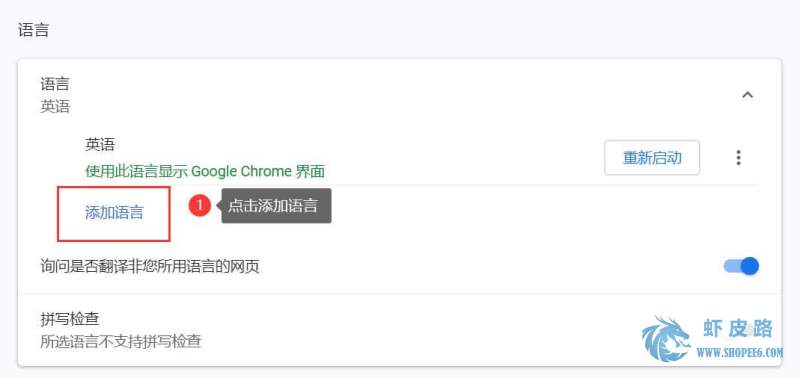 语言
语言
英语
英语
使用此语言显示 Google Chrome 界面
重新启动
添加语言
1 点击添加语言
询问是否翻译非您所用语言的网页
拼写检查
所选语言不支持拼写检查
虾皮路
WWW.SHOPEE6.COM